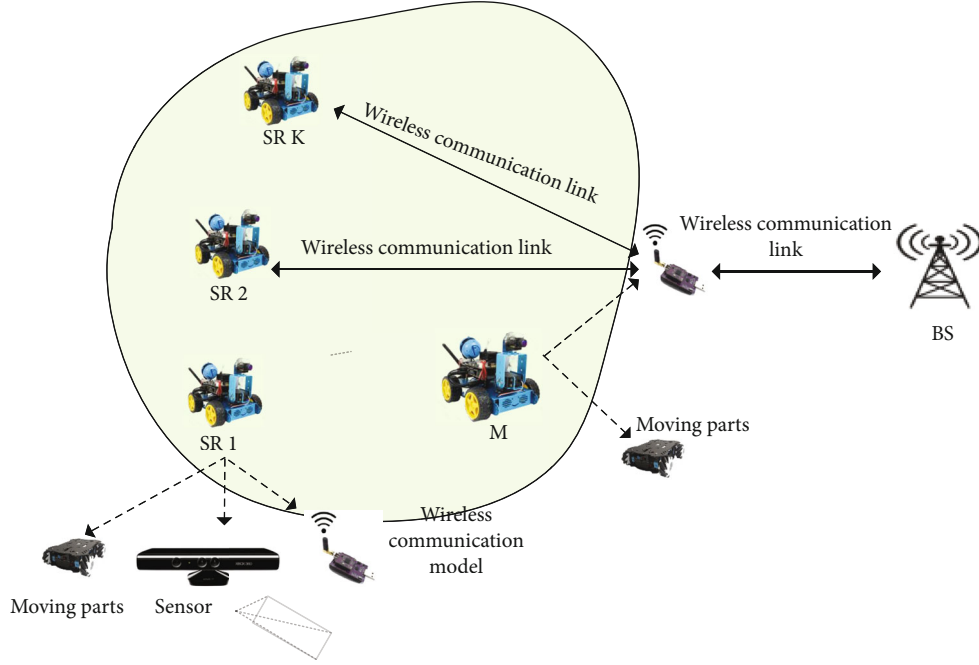 SR K
Wireless communication link
Wireless communication
link
Wireless communication link
SR 2
BS
M
Moving parts
SR 1
Wireless
communication
model
Moving parts
Sensor